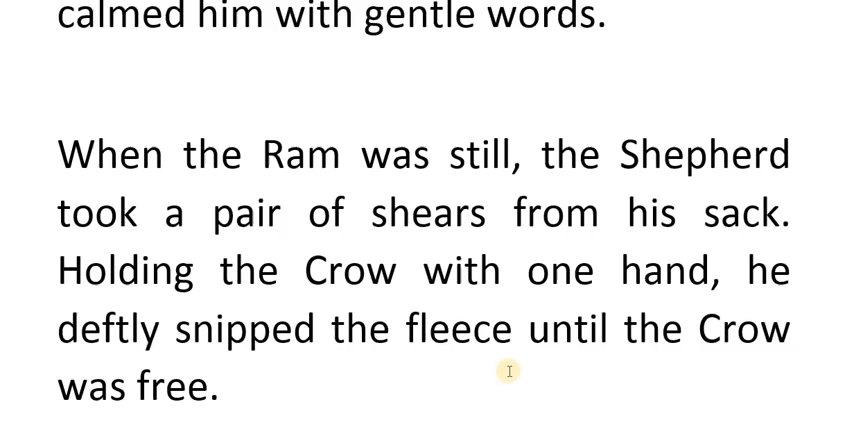 calmed him with gentle words.
When the Ram was still, the Shepherd
took a pair of shears from his sack.
Holding the Crow with one hand, he
deftly snipped the fleece until the Crow
was free.